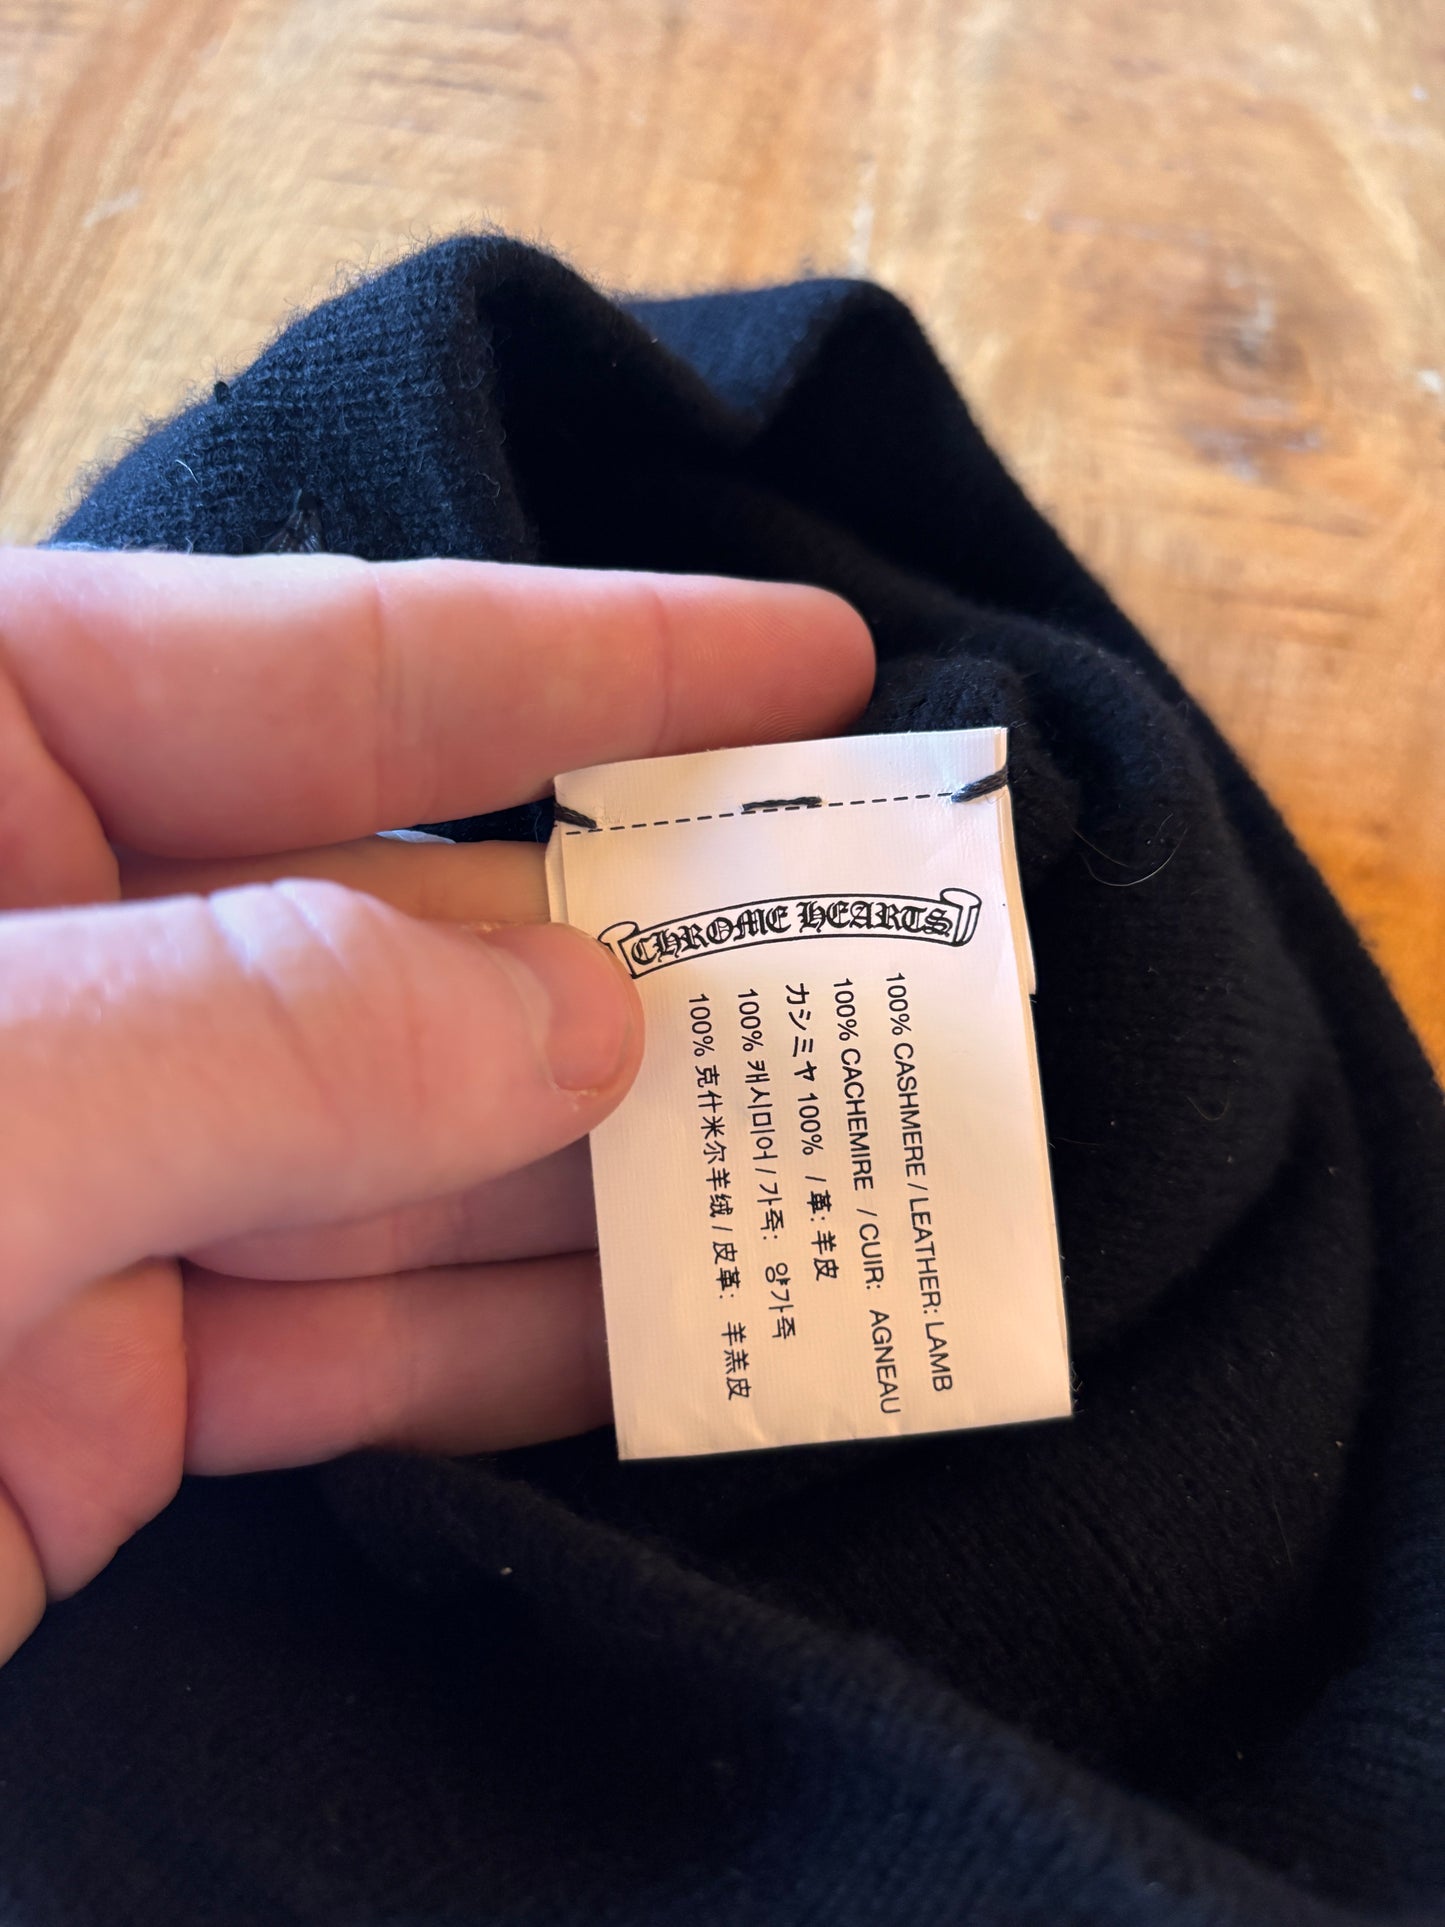 CHROME HEARTS
100% CASHMERE / LEATHER: LAMB
100% CACHEMIRE / CUIR: AGNEAU
カシミヤ 100% / 革: 羊皮
100% 캐시미어 / 가죽: 양가죽
100% 克什米尔羊绒 / 皮革: 羊羔皮